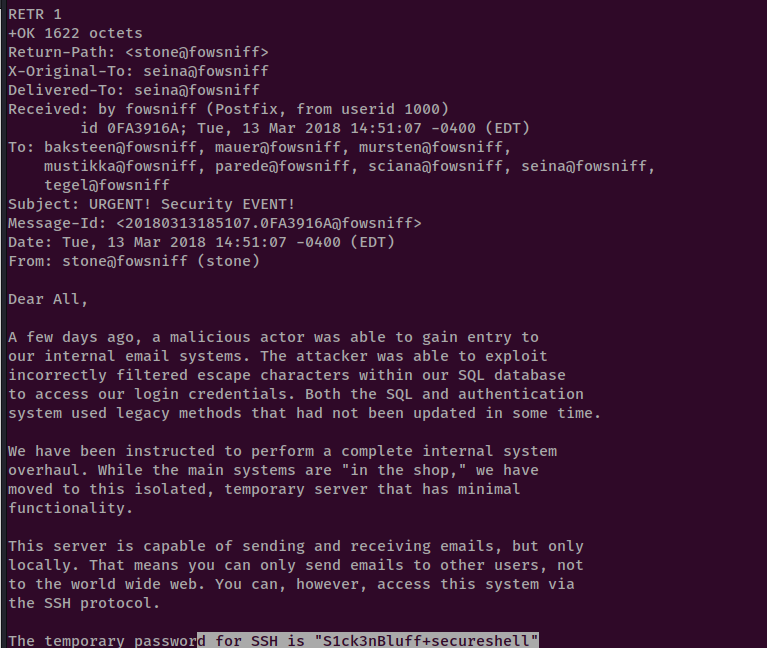 RETR 1
+OK 1622 octets
Return-Path: <stone@fowsniff>
X-Original-To: seina@fowsniff
Delivered-To: seina@fowsniff
Received: by fowsniff (Postfix, from userid 1000)
id 0FA3916A; Tue, 13 Mar 2018 14:51:07 -0400 (EDT)
To: baksteen@fowsniff, mauer@fowsniff, mursten@fowsniff,
mustikka@fowsniff, parede@fowsniff, sciana@fowsniff, seina@fowsniff,
tegel@fowsniff
Subject: URGENT! Security EVENT!
Message-Id: <20180313185107.0FA3916A@fowsniff>
Date: Tue, 13 Mar 2018 14:51:07 -0400 (EDT)
From: stone@fowsniff (stone)
Dear All,
A few days ago, a malicious actor was able to gain entry to
our internal email systems. The attacker was able to exploit
incorrectly filtered escape characters within our SQL database
to access our login credentials. Both the SQL and authentication
system used legacy methods that had not been updated in some time.
We have been instructed to perform a complete internal system
overhaul. While the main systems are "in the shop," we have
moved to this isolated, temporary server that has minimal
functionality.
This server is capable of sending and receiving emails, but only
locally. That means you can only send emails to other users, not
to the world wide web. You can, however, access this system via
the SSH protocol.
The temporary password for SSH is "S1ck3nBluff+secureshell"